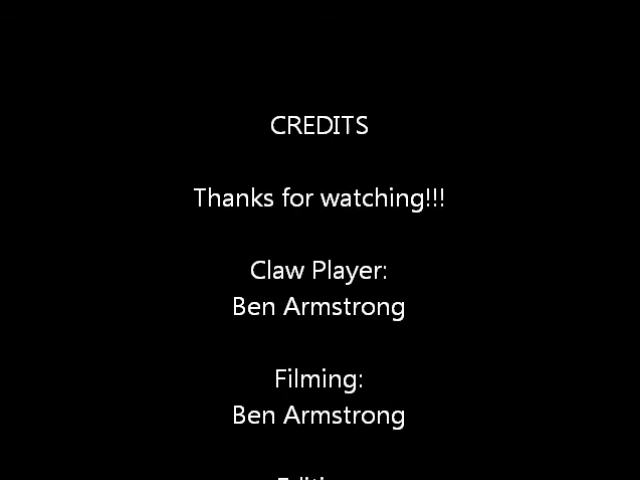 CREDITS
Thanks for watching!!!
Claw Player:
Ben Armstrong
Filming:
Ben Armstrong